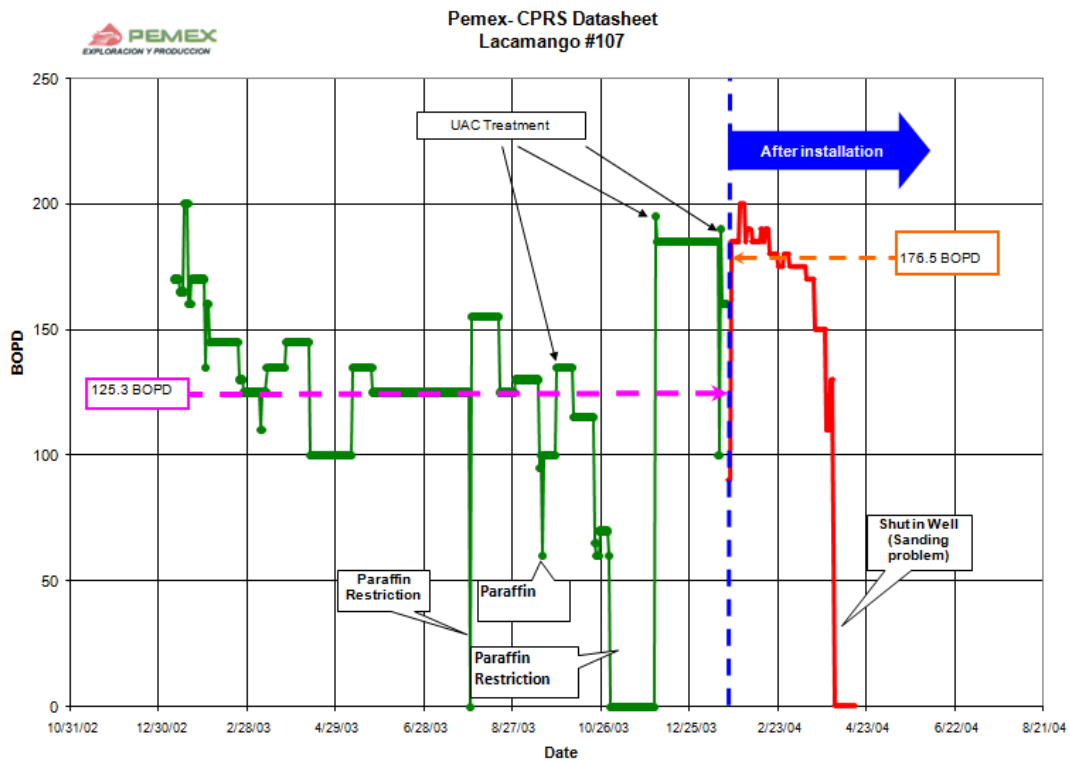 Pemex- CPRS Datasheet
Lacamango #107
PEMEX
EXPLORACION Y PRODUCCION
250
200
150
100
50
0
BOPD
UAC Treatment
After installation
176.5 BOPD
125.3 BOPD
Paraffin
Restriction
Paraffin
Paraffin
Restriction
Shut in Well
(Sanding
problem)
10/31/02 12/30/02 2/28/03 4/29/03 6/28/03 8/27/03 10/26/03 12/25/03 2/23/04 4/23/04 6/22/04 8/21/04
Date